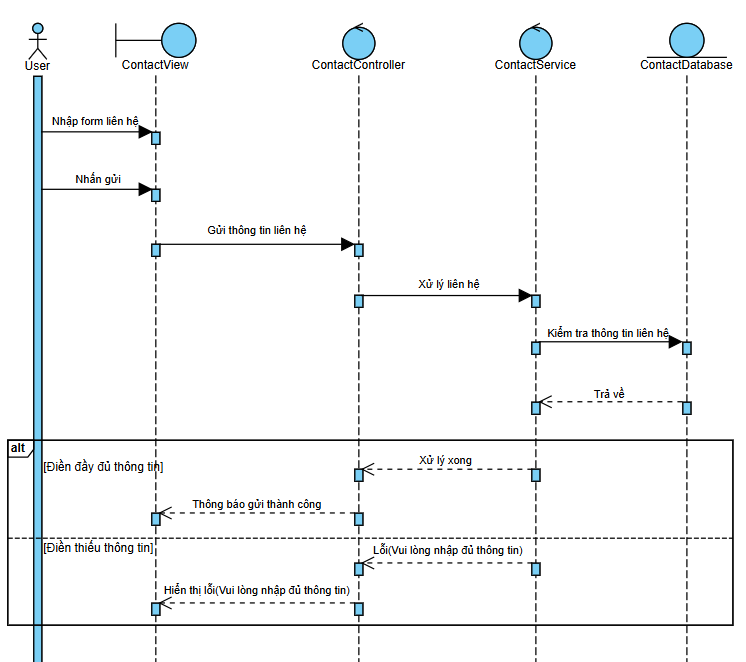 User
ContactView
ContactController
ContactService
ContactDatabase
Nhập form liên hệ
Nhấn gửi
Gửi thông tin liên hệ
Xử lý liên hệ
Kiểm tra thông tin liên hệ
Trả về
alt
[Điền đầy đủ thông tin]
Xử lý xong
Thông báo gửi thành công
[Điền thiếu thông tin]
Lỗi(Vui lòng nhập đủ thông tin)
Hiển thị lỗi(Vui lòng nhập đủ thông tin)